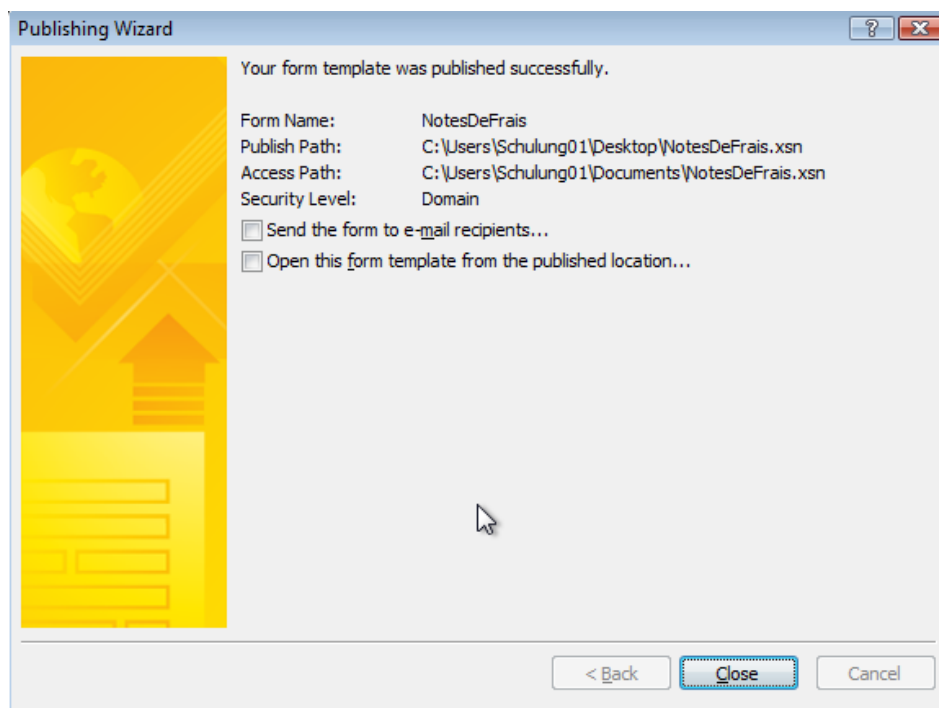 Publishing Wizard
Your form template was published successfully.
Form Name: NotesDeFrais
Publish Path: C:\Users\Schulung01\Desktop\NotesDeFrais.xsn
Access Path: C:\Users\Schulung01\Documents\NotesDeFrais.xsn
Security Level: Domain
Send the form to e-mail recipients...
Open this form template from the published location...
< Back Close Cancel